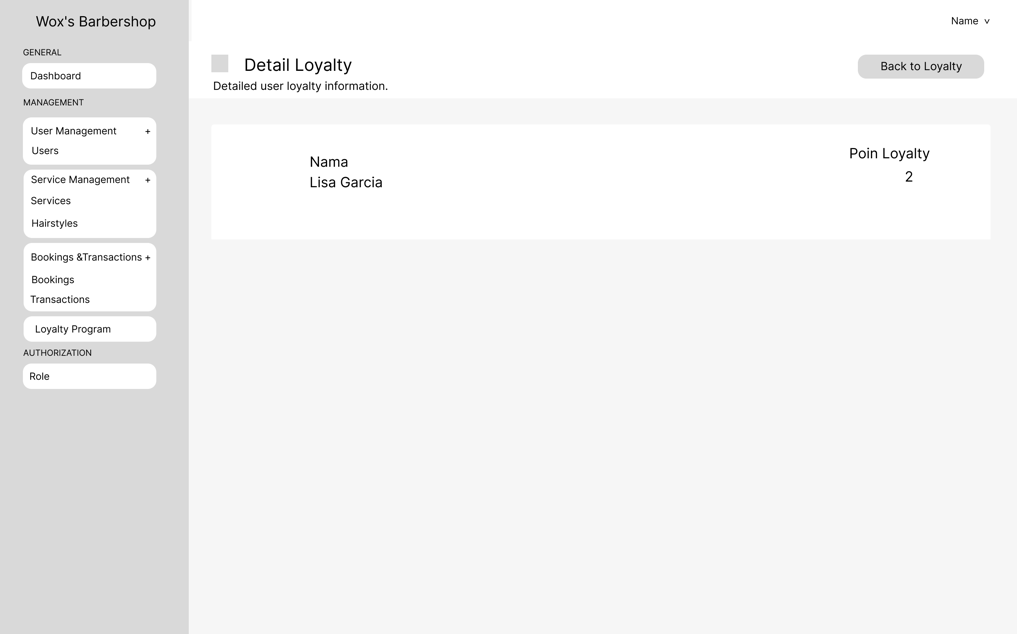 Wox's Barbershop
Name v
GENERAL
Dashboard
MANAGEMENT
User Management +
Users
Service Management +
Services
Hairstyles
Bookings &Transactions +
Bookings
Transactions
Loyalty Program
AUTHORIZATION
Role
Detail Loyalty
Detailed user loyalty information.
Back to Loyalty
Nama
Lisa Garcia
Poin Loyalty
2